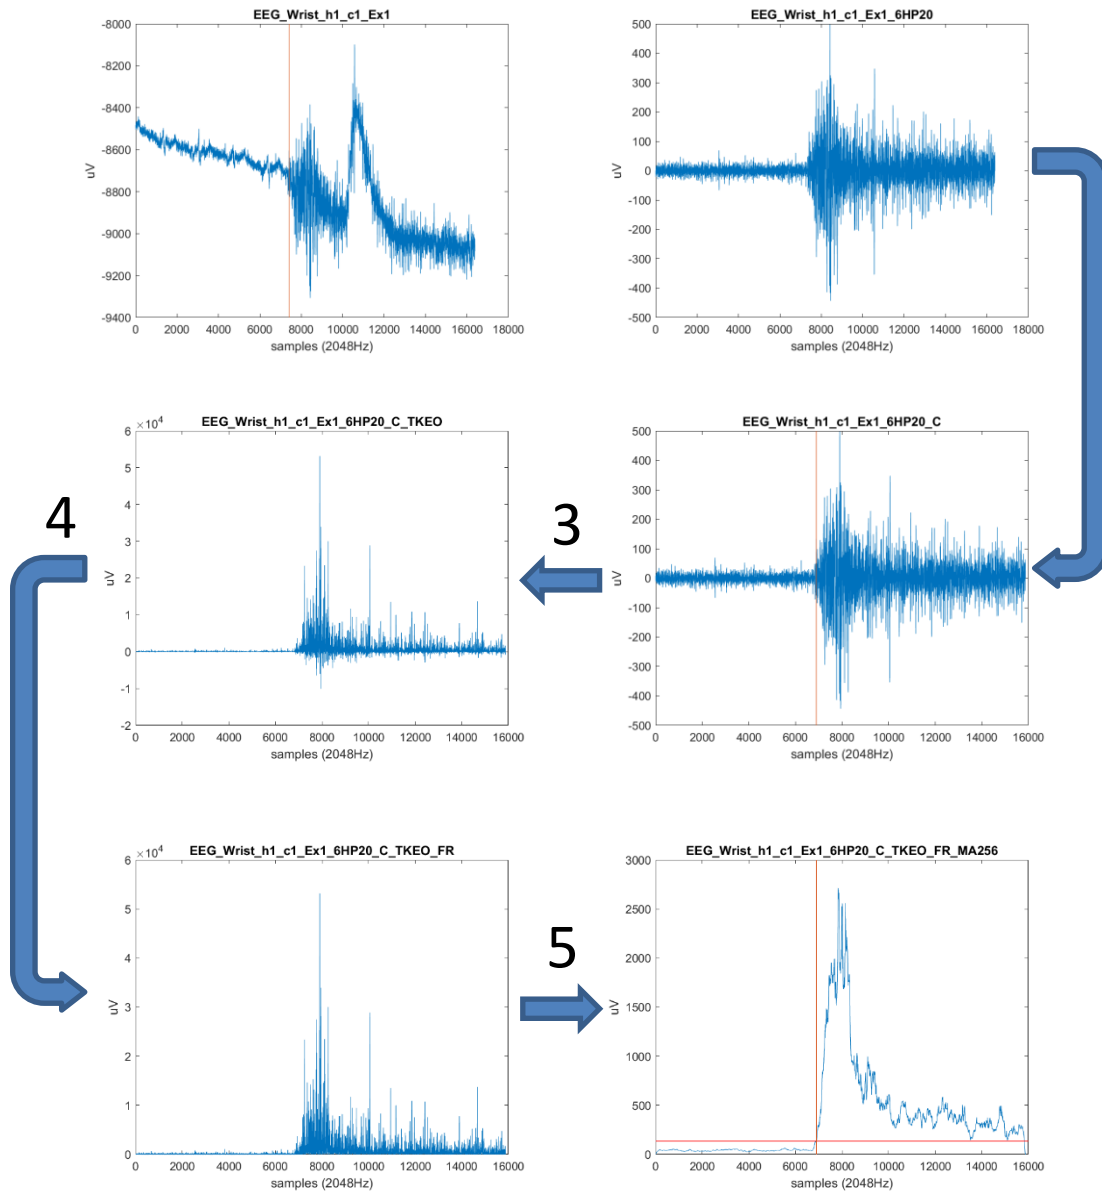 EEG_Wrist_h1_c1_Ex1
-8000
-8200
-8400
-8600
-8800
-9000
-9200
-9400
uV
0 2000 4000 6000 8000 10000 12000 14000 16000 18000
samples (2048Hz)
EEG_Wrist_h1_c1_Ex1_6HP20
500
400
300
200
100
0
-100
-200
-300
-400
-500
uV
0 2000 4000 6000 8000 10000 12000 14000 16000 18000
samples (2048Hz)
EEG_Wrist_h1_c1_Ex1_6HP20_C
500
400
300
200
100
0
-100
-200
-300
-400
-500
uV
0 2000 4000 6000 8000 10000 12000 14000 16000
samples (2048Hz)
3
EEG_Wrist_h1_c1_Ex1_6HP20_C_TKEO
×10⁴
6
5
4
3
2
1
0
-1
-2
uV
0 2000 4000 6000 8000 10000 12000 14000 16000
samples (2048Hz)
4
EEG_Wrist_h1_c1_Ex1_6HP20_C_TKEO_FR
×10⁴
6
5
4
3
2
1
0
uV
0 2000 4000 6000 8000 10000 12000 14000 16000
samples (2048Hz)
5
EEG_Wrist_h1_c1_Ex1_6HP20_C_TKEO_FR_MA256
3000
2500
2000
1500
1000
500
0
uV
0 2000 4000 6000 8000 10000 12000 14000 16000
samples (2048Hz)